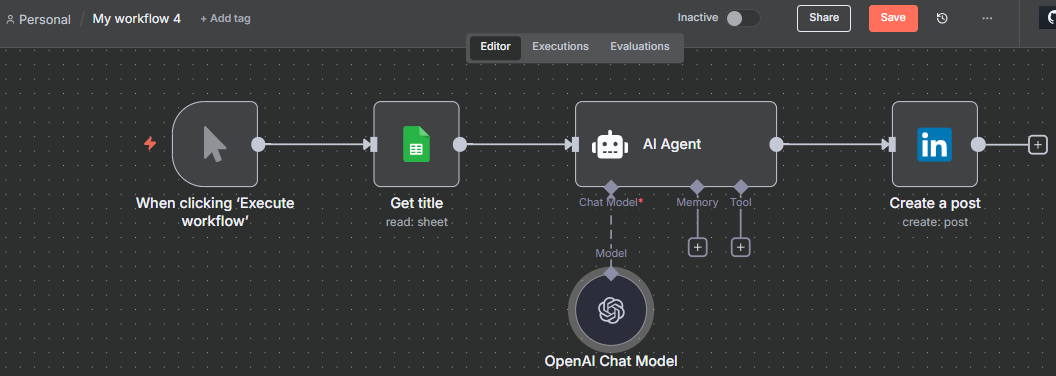 Personal / My workflow 4 + Add tag
Inactive
Share
Save
Editor
Executions
Evaluations
When clicking ‘Execute
workflow’
Get title
read: sheet
AI Agent
Chat Model*
Memory
Tool
Model
OpenAI Chat Model
in
Create a post
create: post